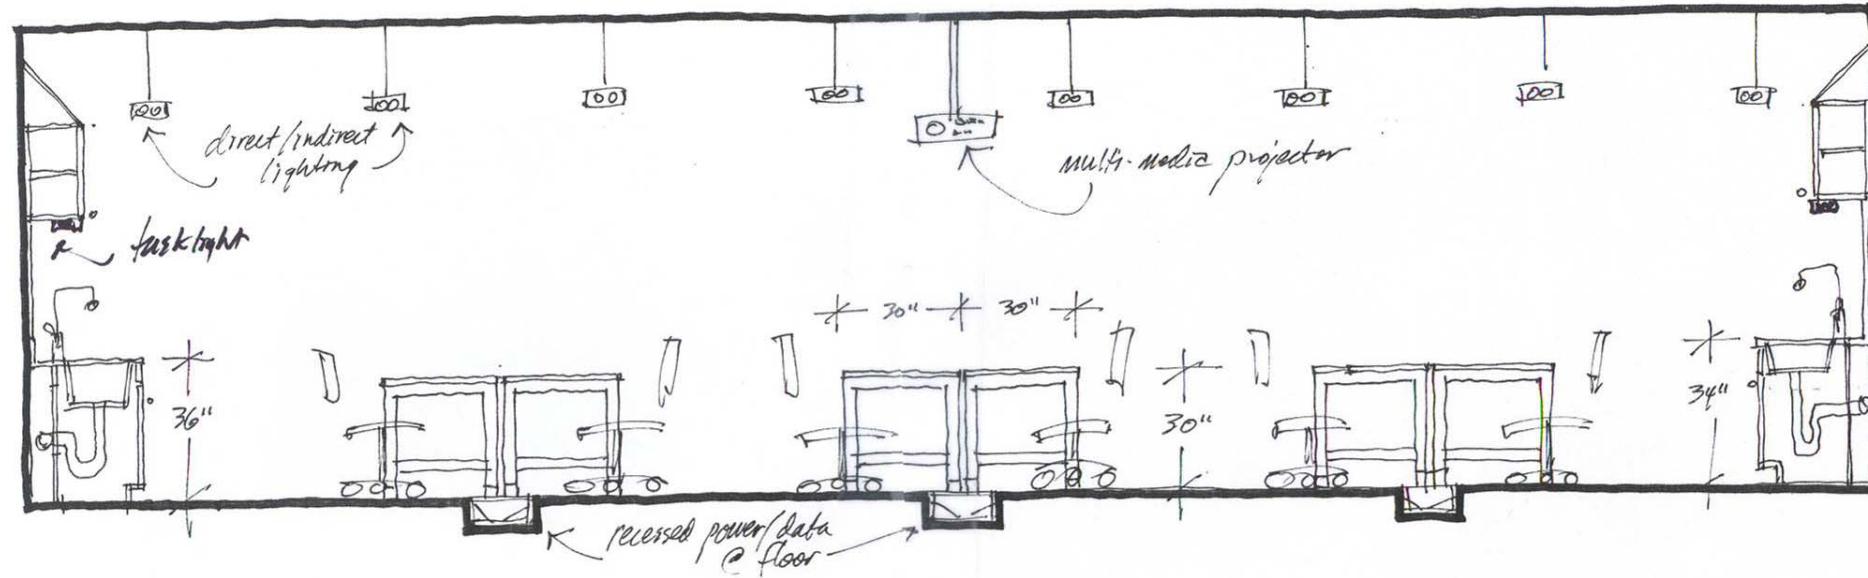 direct/indirect
lighting
multi-media projector
tasklight
30" 30"
36"
30"
34"
recessed power/data
@ floor